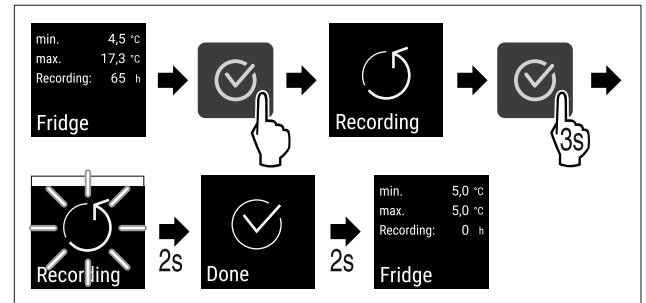 min. 4,5 °C
max. 17,3 °C
Recording: 65 h
Fridge
Recording
3s
Recording
2s
Done
2s
min. 5,0 °C
max. 5,0 °C
Recording: 0 h
Fridge